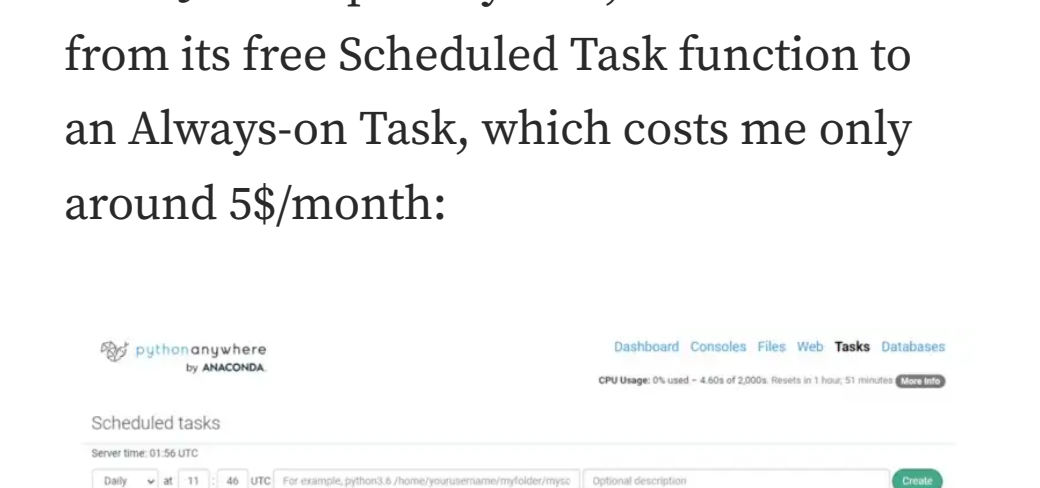 from its free Scheduled Task function to
an Always-on Task, which costs me only
around 5$/month:
pythonanywhere
by ANACONDA.
Dashboard Consoles Files Web Tasks Databases
CPU Usage: 0% used – 4.60s of 2,000s. Resets in 1 hour, 51 minutes More Info
Scheduled tasks
Server time: 01:56 UTC
Daily at 11 : 46 UTC For example, python3.6 /home/yourusername/myfolder/mysc Optional description Create